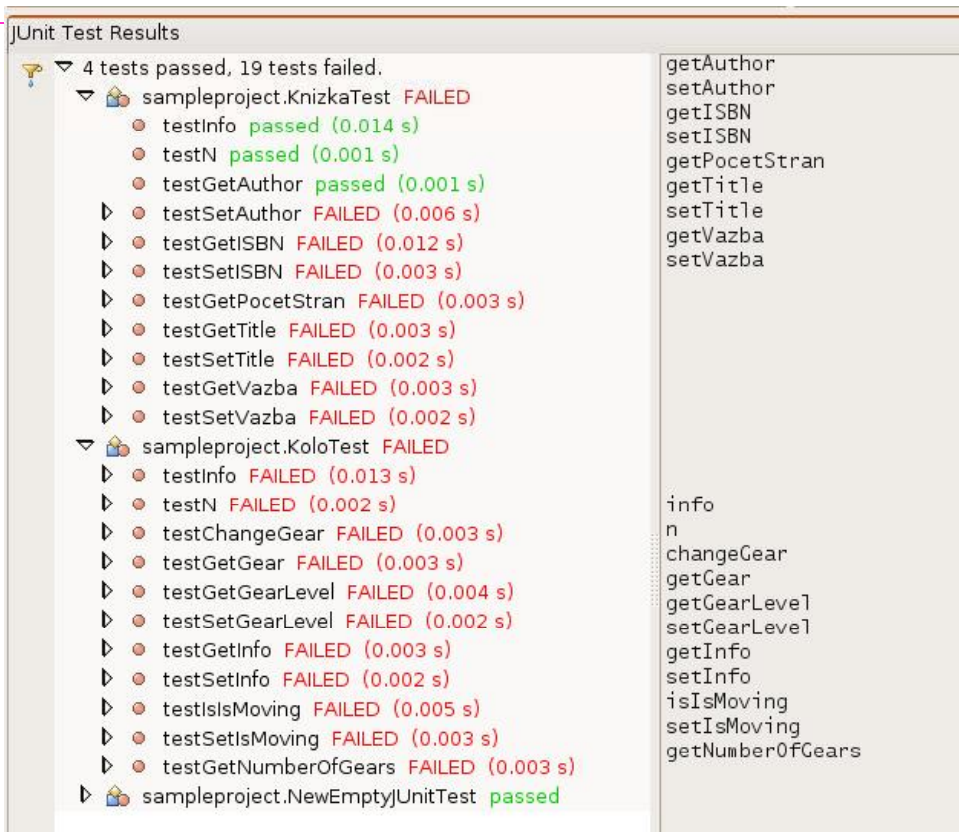 JUnit Test Results
4 tests passed, 19 tests failed.
sampleproject.KnizkaTest FAILED
testInfo passed (0.014 s)
testN passed (0.001 s)
testGetAuthor passed (0.001 s)
testSetAuthor FAILED (0.006 s)
testGetISBN FAILED (0.012 s)
testSetISBN FAILED (0.003 s)
testGetPocetStran FAILED (0.003 s)
testGetTitle FAILED (0.003 s)
testSetTitle FAILED (0.002 s)
testGetVazba FAILED (0.003 s)
testSetVazba FAILED (0.002 s)
sampleproject.KoloTest FAILED
testInfo FAILED (0.013 s)
testN FAILED (0.002 s)
testChangeGear FAILED (0.003 s)
testGetGear FAILED (0.003 s)
testGetGearLevel FAILED (0.004 s)
testSetGearLevel FAILED (0.002 s)
testGetInfo FAILED (0.003 s)
testSetInfo FAILED (0.002 s)
testIsIsMoving FAILED (0.005 s)
testSetIsMoving FAILED (0.003 s)
testGetNumberOfGears FAILED (0.003 s)
sampleproject.NewEmptyJUnitTest passed
getAuthor
setAuthor
getISBN
setISBN
getPocetStran
getTitle
setTitle
getVazba
setVazba
info
n
changeGear
getGear
getGearLevel
setGearLevel
getInfo
setInfo
isIsMoving
setIsMoving
getNumberOfGears